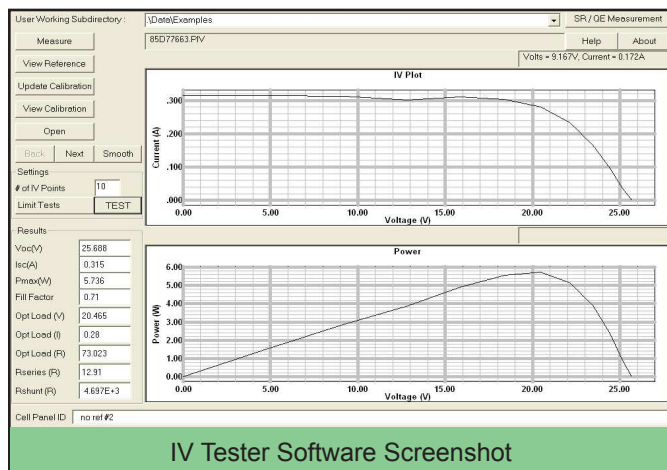 User Working Subdirectory :
.\Data\Examples
SR / QE Measurement
Measure
85D77663.PIV
Help
About
Volts = 9.167V, Current = 0.172A
View Reference
Update Calibration
View Calibration
Open
Back
Next
Smooth
Settings
# of IV Points
10
Limit Tests
TEST
IV Plot
Current (A)
.300
.200
.100
.000
0.00 5.00 10.00 15.00 20.00 25.00
Voltage (V)
Results
Voc(V) 25.688
Isc(A) 0.315
Pmax(W) 5.736
Fill Factor 0.71
Opt Load (V) 20.465
Opt Load (I) 0.28
Opt Load (R) 73.023
Rseries (R) 12.91
Rshunt (R) 4.697E+3
Power
Power (W)
6.00
5.00
4.00
3.00
2.00
1.00
0.00
0.00 5.00 10.00 15.00 20.00 25.00
Voltage (V)
Cell Panel ID no ref #2
IV Tester Software Screenshot